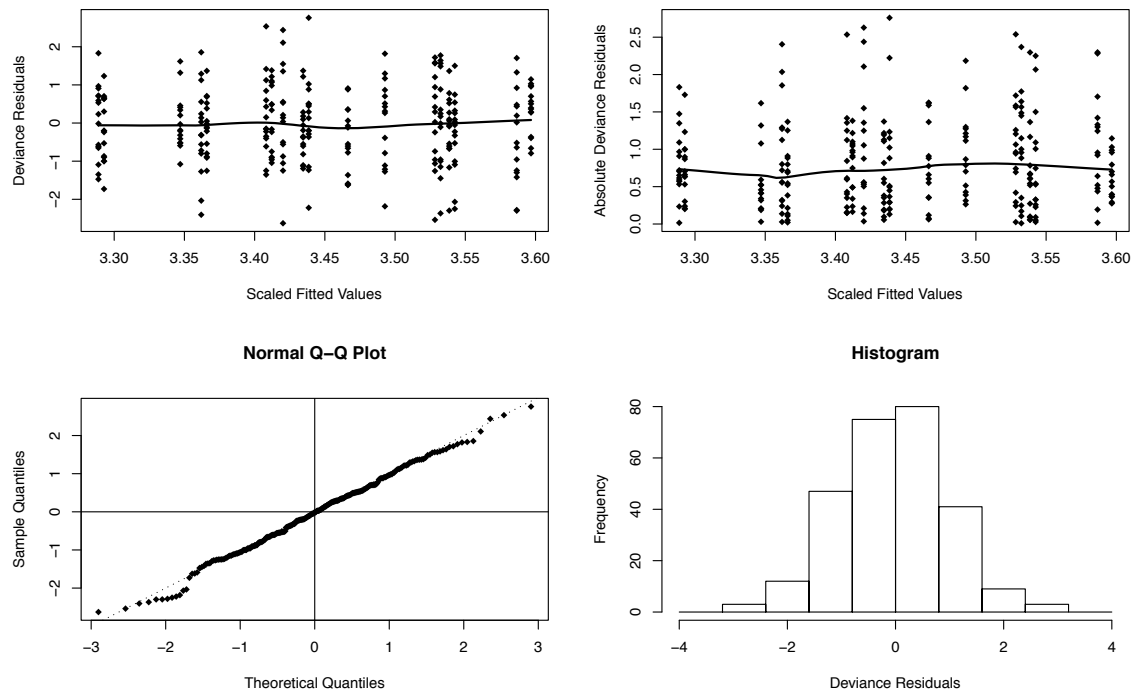 Deviance Residuals
2
1
0
−1
−2
3.30 3.35 3.40 3.45 3.50 3.55 3.60
Scaled Fitted Values
Absolute Deviance Residuals
2.5
2.0
1.5
1.0
0.5
0.0
3.30 3.35 3.40 3.45 3.50 3.55 3.60
Scaled Fitted Values
Normal Q−Q Plot
Sample Quantiles
2
1
0
−1
−2
−3 −2 −1 0 1 2 3
Theoretical Quantiles
Histogram
Frequency
80
60
40
20
0
−4 −2 0 2 4
Deviance Residuals